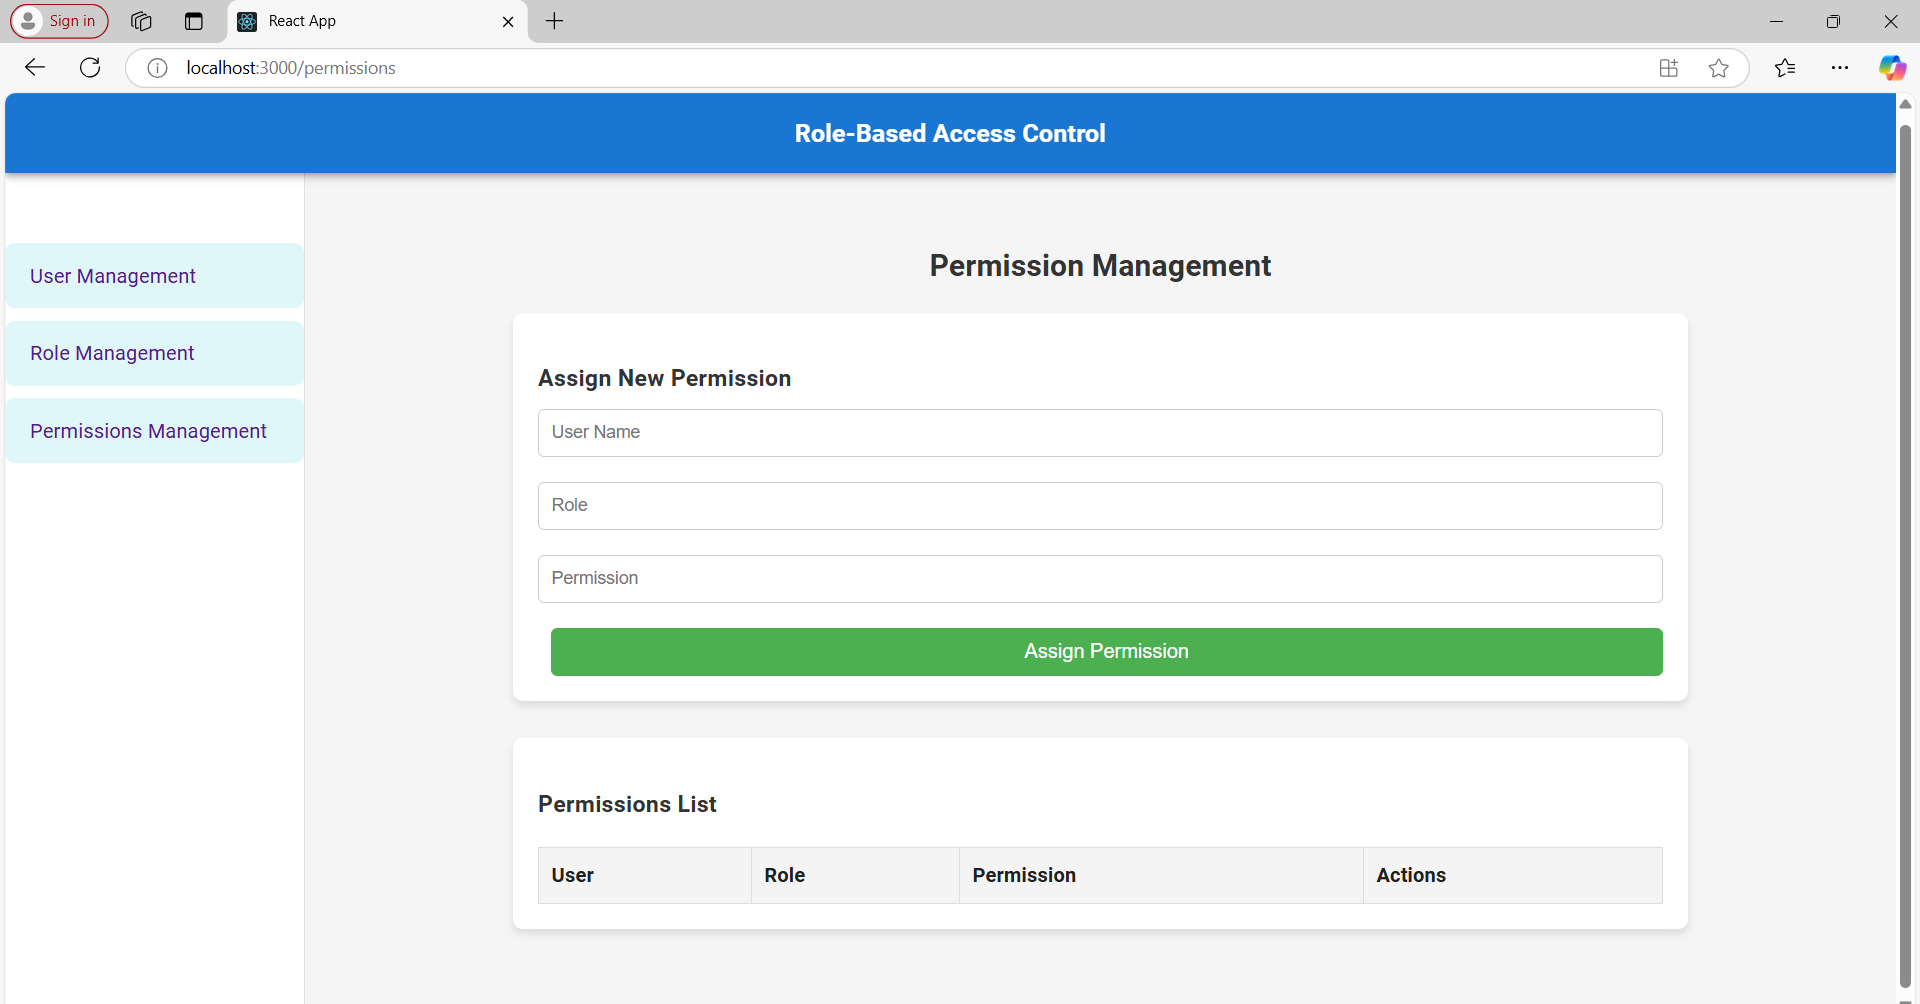 Sign in
React App
localhost:3000/permissions
Role-Based Access Control
User Management
Role Management
Permissions Management
Permission Management
Assign New Permission
User Name
Role
Permission
Assign Permission
Permissions List
User Role Permission Actions